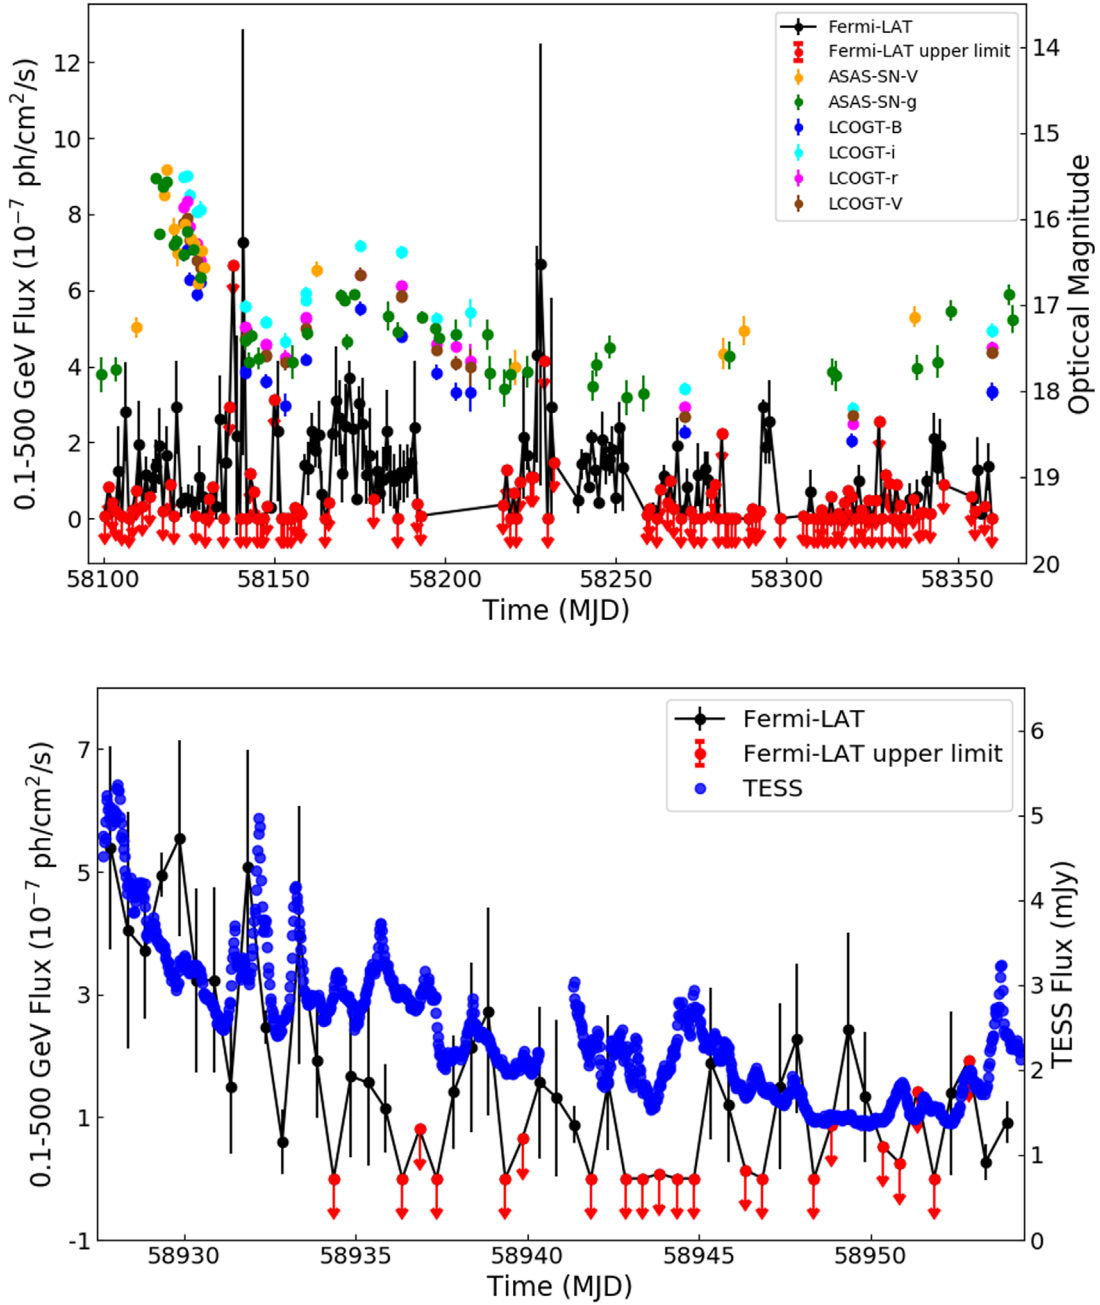 14
12
Fermi-LAT
Fermi-LAT upper limit
ASAS-SN-V
ASAS-SN-g
LCOGT-B
LCOGT-i
LCOGT-r
LCOGT-V
10
15
8
16
6
17
4
18
2
19
0
20
0.1-500 GeV Flux (10⁻⁷ ph/cm²/s)
Opticcal Magnitude
58100 58150 58200 58250 58300 58350
Time (MJD)
Fermi-LAT
Fermi-LAT upper limit
TESS
7
6
5
5
4
3
3
2
1
1
-1
0
0.1-500 GeV Flux (10⁻⁷ ph/cm²/s)
TESS Flux (mJy)
58930 58935 58940 58945 58950
Time (MJD)